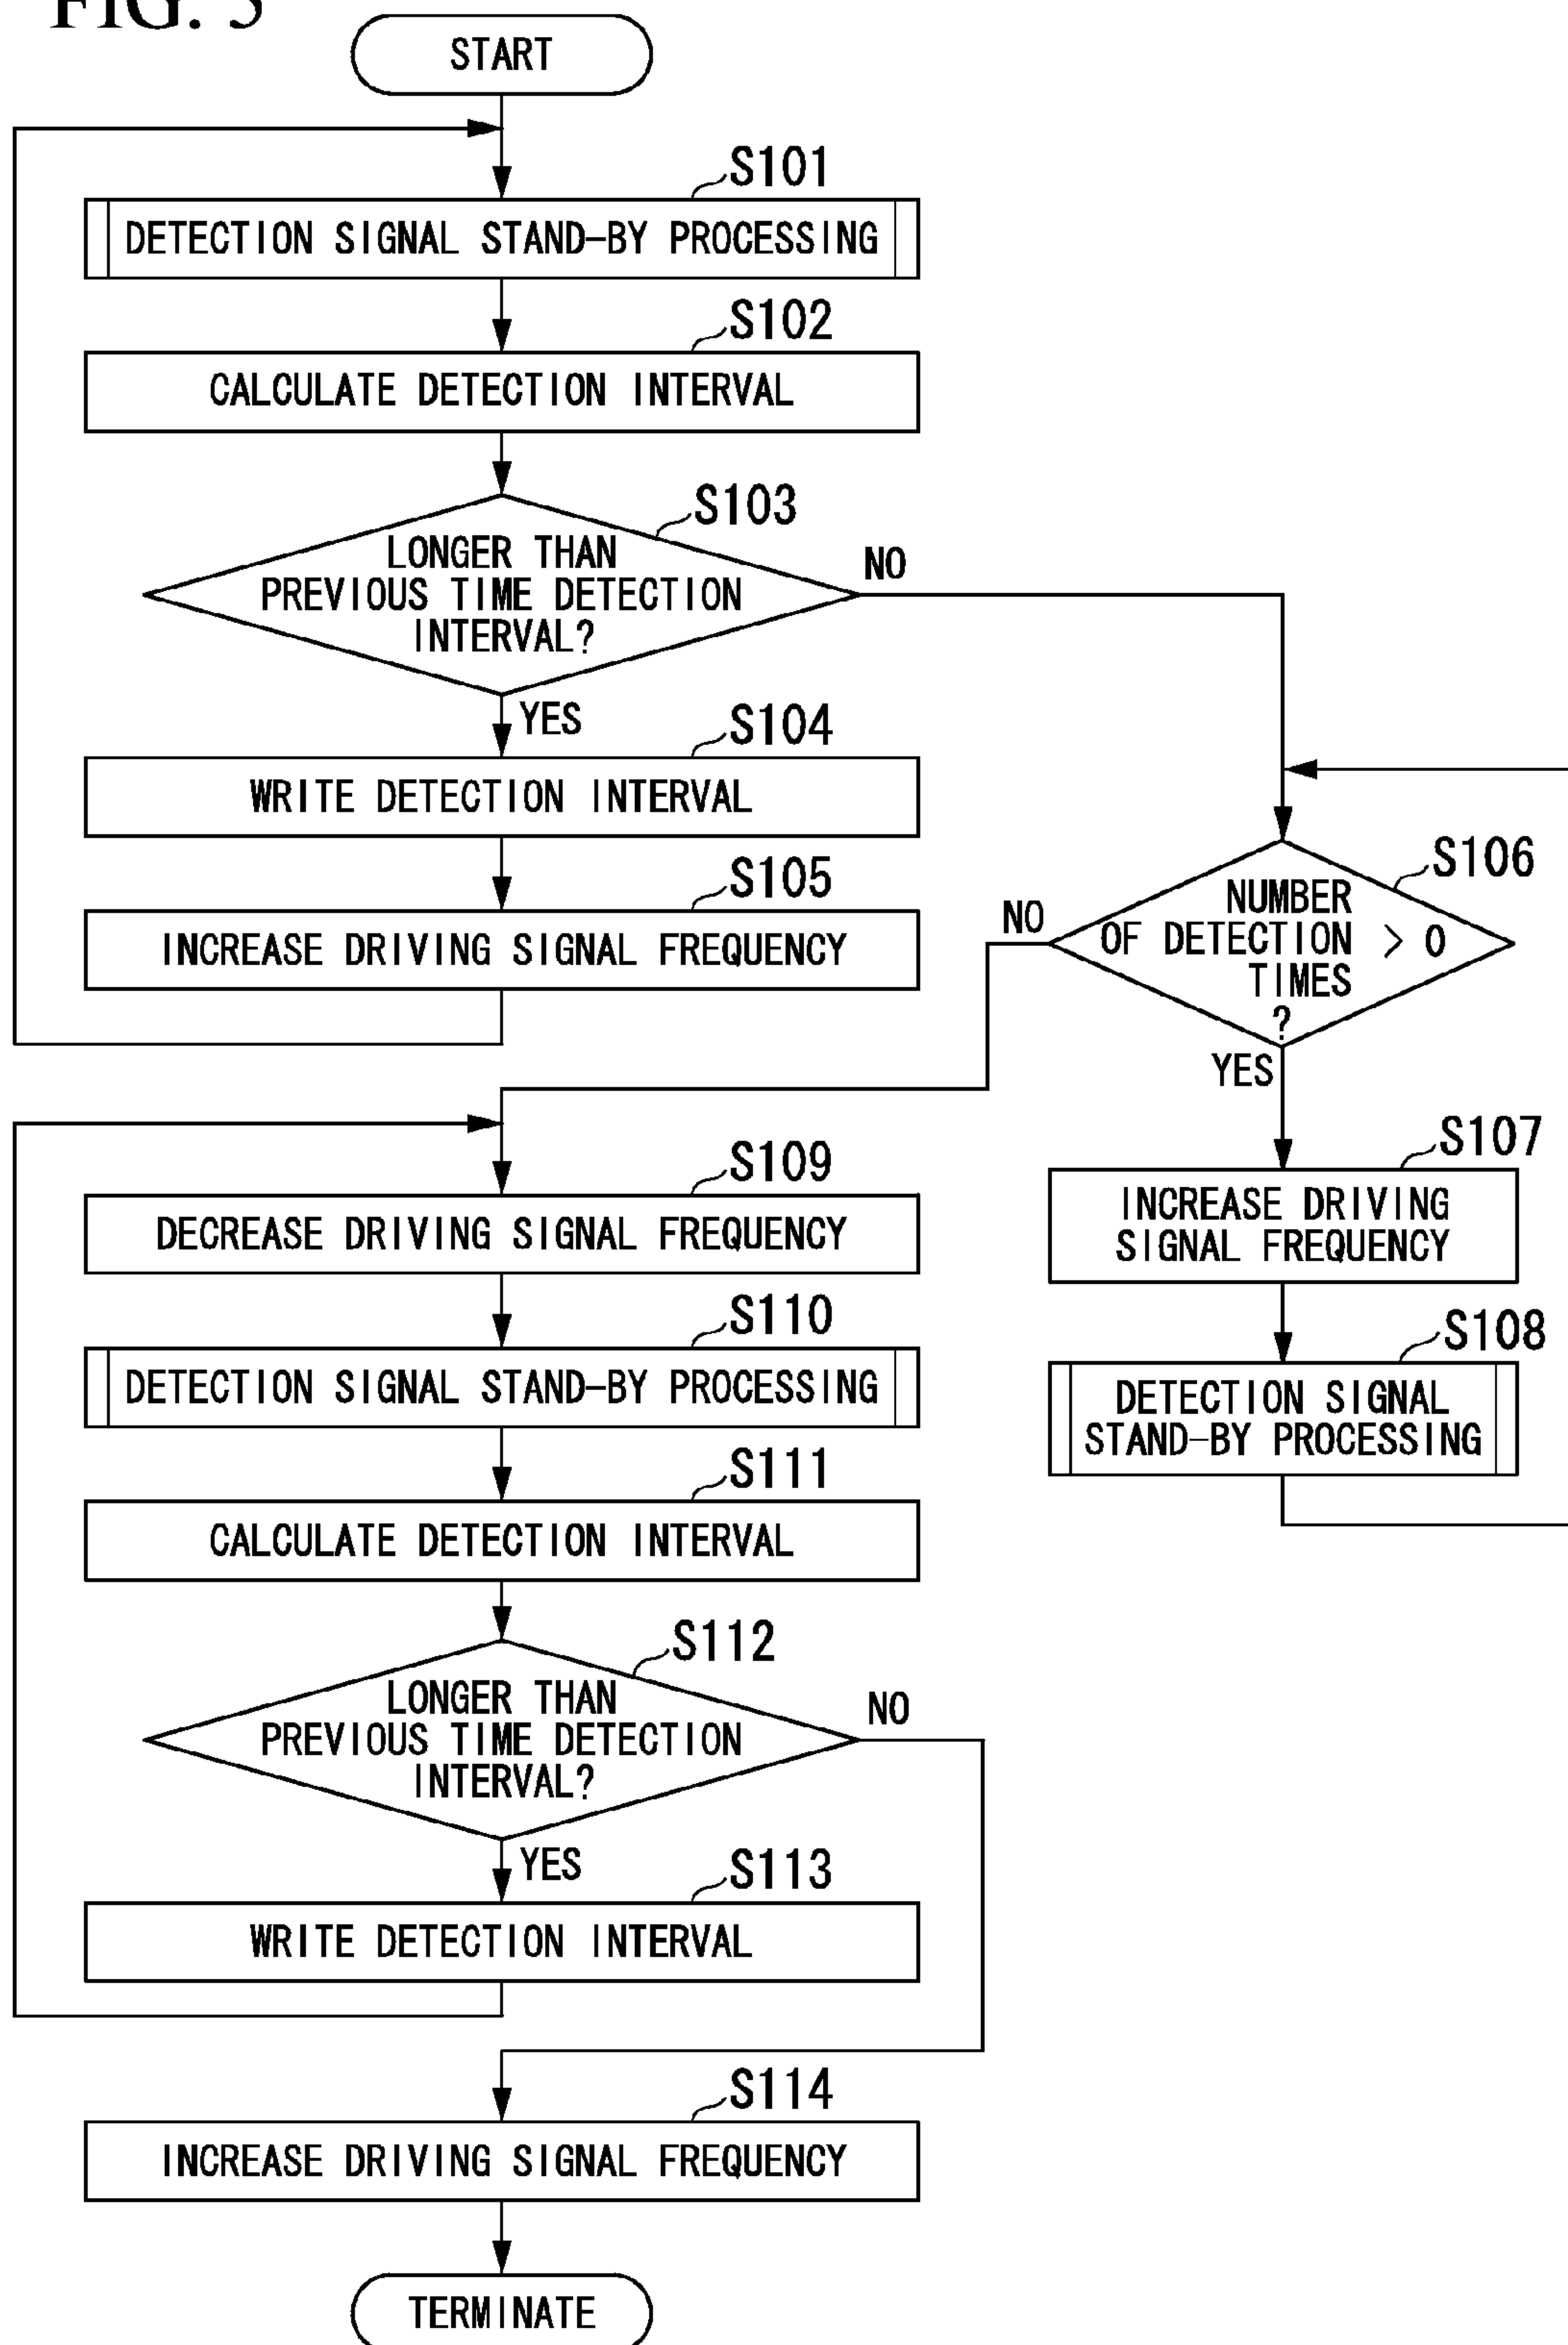 FIG.
START
S101
DETECTION SIGNAL STAND-BY PROCESSING
S102
CALCULATE DETECTION INTERVAL
S103
LONGER THAN
PREVIOUS TIME DETECTION
INTERVAL?
NO
YES
S104
WRITE DETECTION INTERVAL
S105
INCREASE DRIVING SIGNAL FREQUENCY
S106
NUMBER
OF DETECTION > 0
TIMES
?
NO
YES
S107
INCREASE DRIVING
SIGNAL FREQUENCY
S108
DETECTION SIGNAL
STAND-BY PROCESSING
S109
DECREASE DRIVING SIGNAL FREQUENCY
S110
DETECTION SIGNAL STAND-BY PROCESSING
S111
CALCULATE DETECTION INTERVAL
S112
LONGER THAN
PREVIOUS TIME DETECTION
INTERVAL?
NO
YES
S113
WRITE DETECTION INTERVAL
S114
INCREASE DRIVING SIGNAL FREQUENCY
TERMINATE